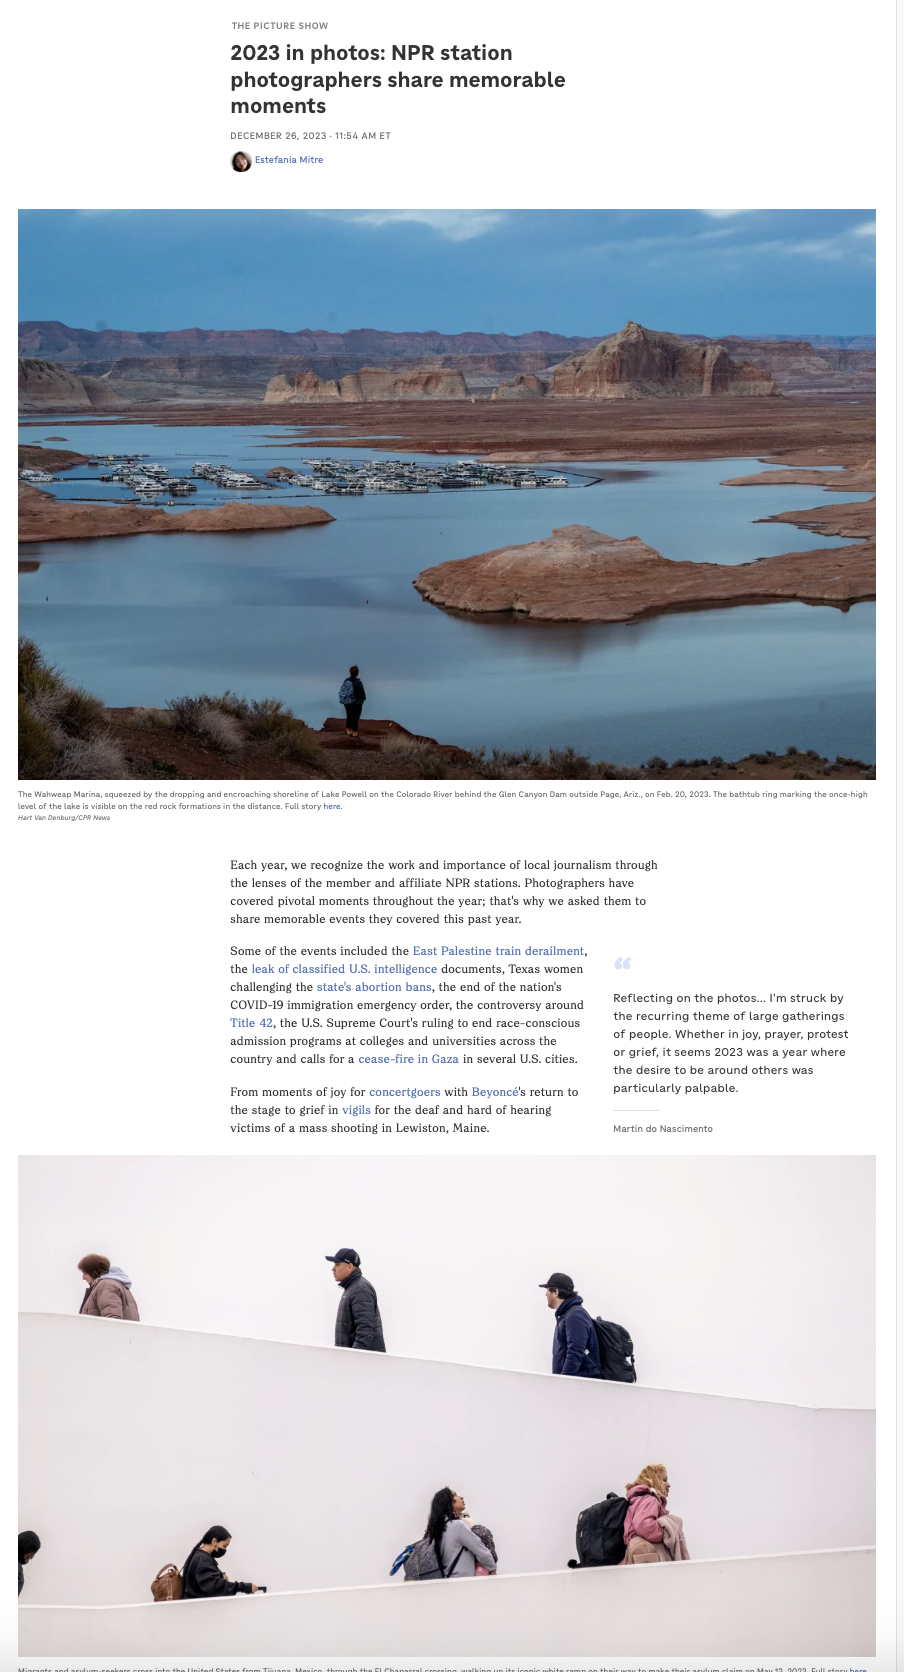 THE PICTURE SHOW
2023 in photos: NPR station
photographers share memorable
moments
DECEMBER 26, 2023 · 11:54 AM ET
Estefania Mitre
The Wahweap Marina, squeezed by the dropping and encroaching shoreline of Lake Powell on the Colorado River behind the Glen Canyon Dam outside Page, Ariz., on Feb. 20, 2023. The bathtub ring marking the once-high
level of the lake is visible on the red rock formations in the distance. Full story here.
Hart Van Denburg/CPR News
Each year, we recognize the work and importance of local journalism through
the lenses of the member and affiliate NPR stations. Photographers have
covered pivotal moments throughout the year; that's why we asked them to
share memorable events they covered this past year.
Some of the events included the East Palestine train derailment,
the leak of classified U.S. intelligence documents, Texas women
challenging the state's abortion bans, the end of the nation's
COVID-19 immigration emergency order, the controversy around
Title 42, the U.S. Supreme Court's ruling to end race-conscious
admission programs at colleges and universities across the
country and calls for a cease-fire in Gaza in several U.S. cities.
From moments of joy for concertgoers with Beyoncé's return to
the stage to grief in vigils for the deaf and hard of hearing
victims of a mass shooting in Lewiston, Maine.
“
Reflecting on the photos... I'm struck by
the recurring theme of large gatherings
of people. Whether in joy, prayer, protest
or grief, it seems 2023 was a year where
the desire to be around others was
particularly palpable.
Martin do Nascimento
Migrants and asylum-seekers cross into the United States from Tijuana, Mexico, through the El Chaparral crossing, walking up its iconic white ramp on their way to make their asylum claim on May 12, 2023. Full story here.